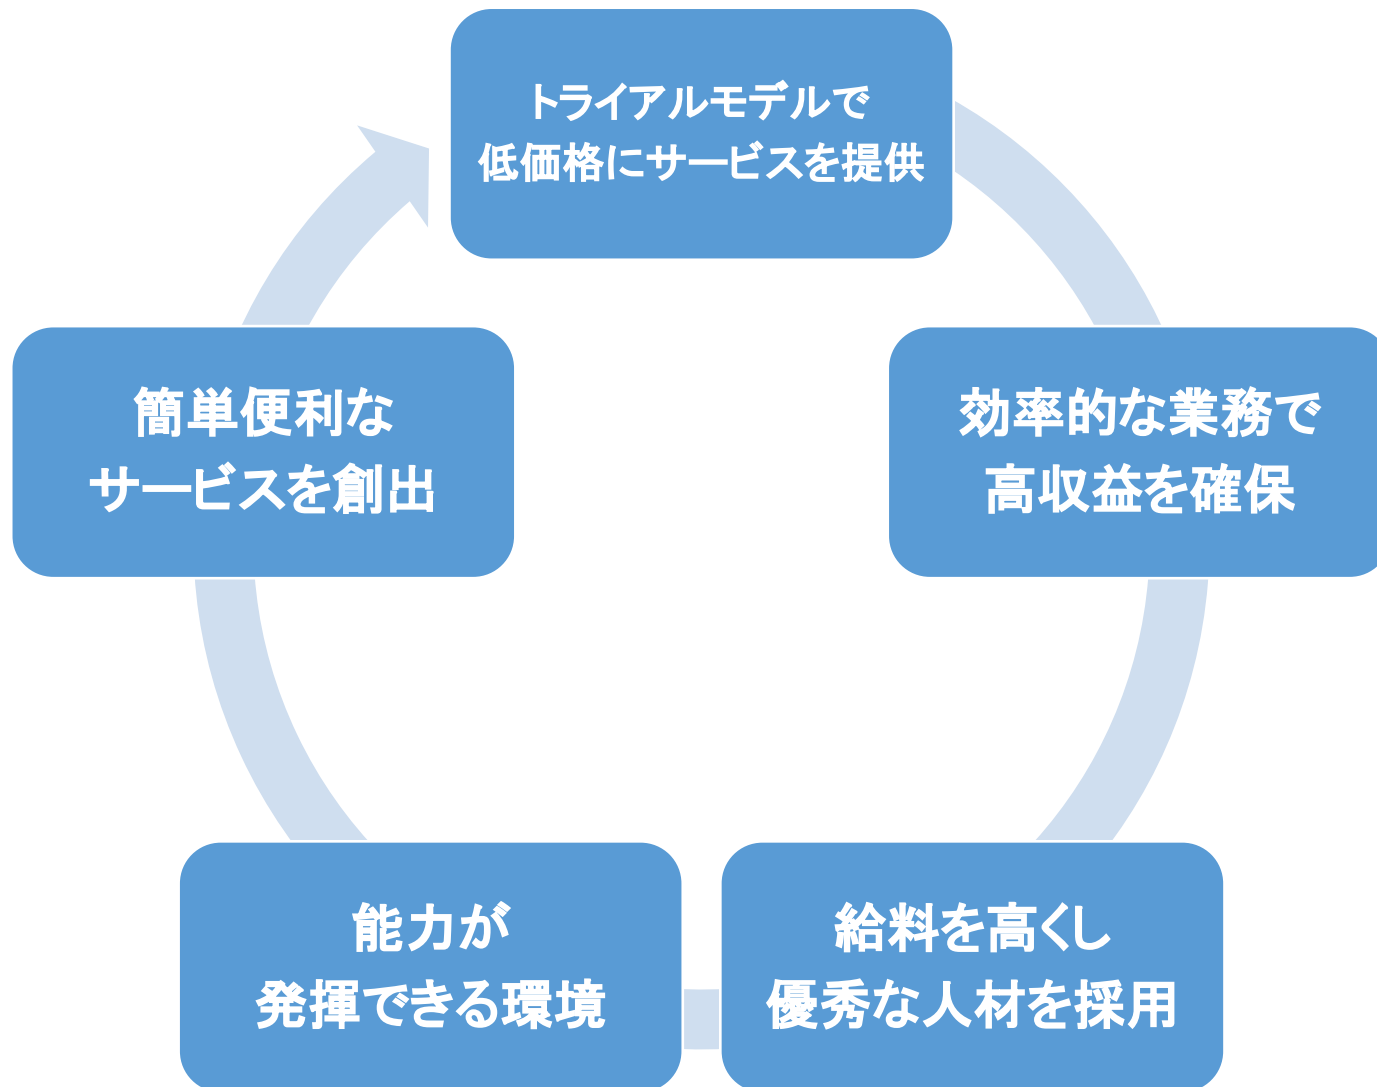 トライアルモデルで
低価格にサービスを提供
効率的な業務で
高収益を確保
給料を高くし
優秀な人材を採用
能力が
発揮できる環境
簡単便利な
サービスを創出